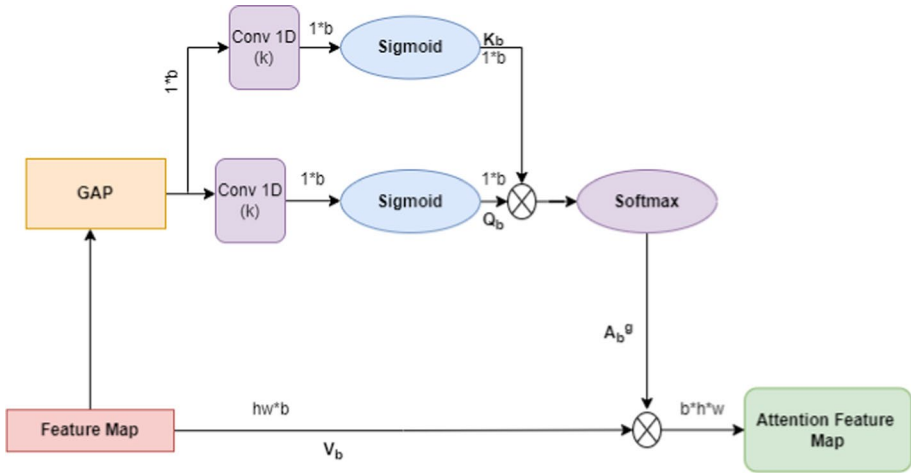 Conv 1D
(k)
1*b
Sigmoid
Kb
1*b
1*b
GAP
Conv 1D
(k)
1*b
Sigmoid
1*b
Qb
Softmax
Ab^g
Feature Map
hw*b
Vb
b*h*w
Attention Feature
Map